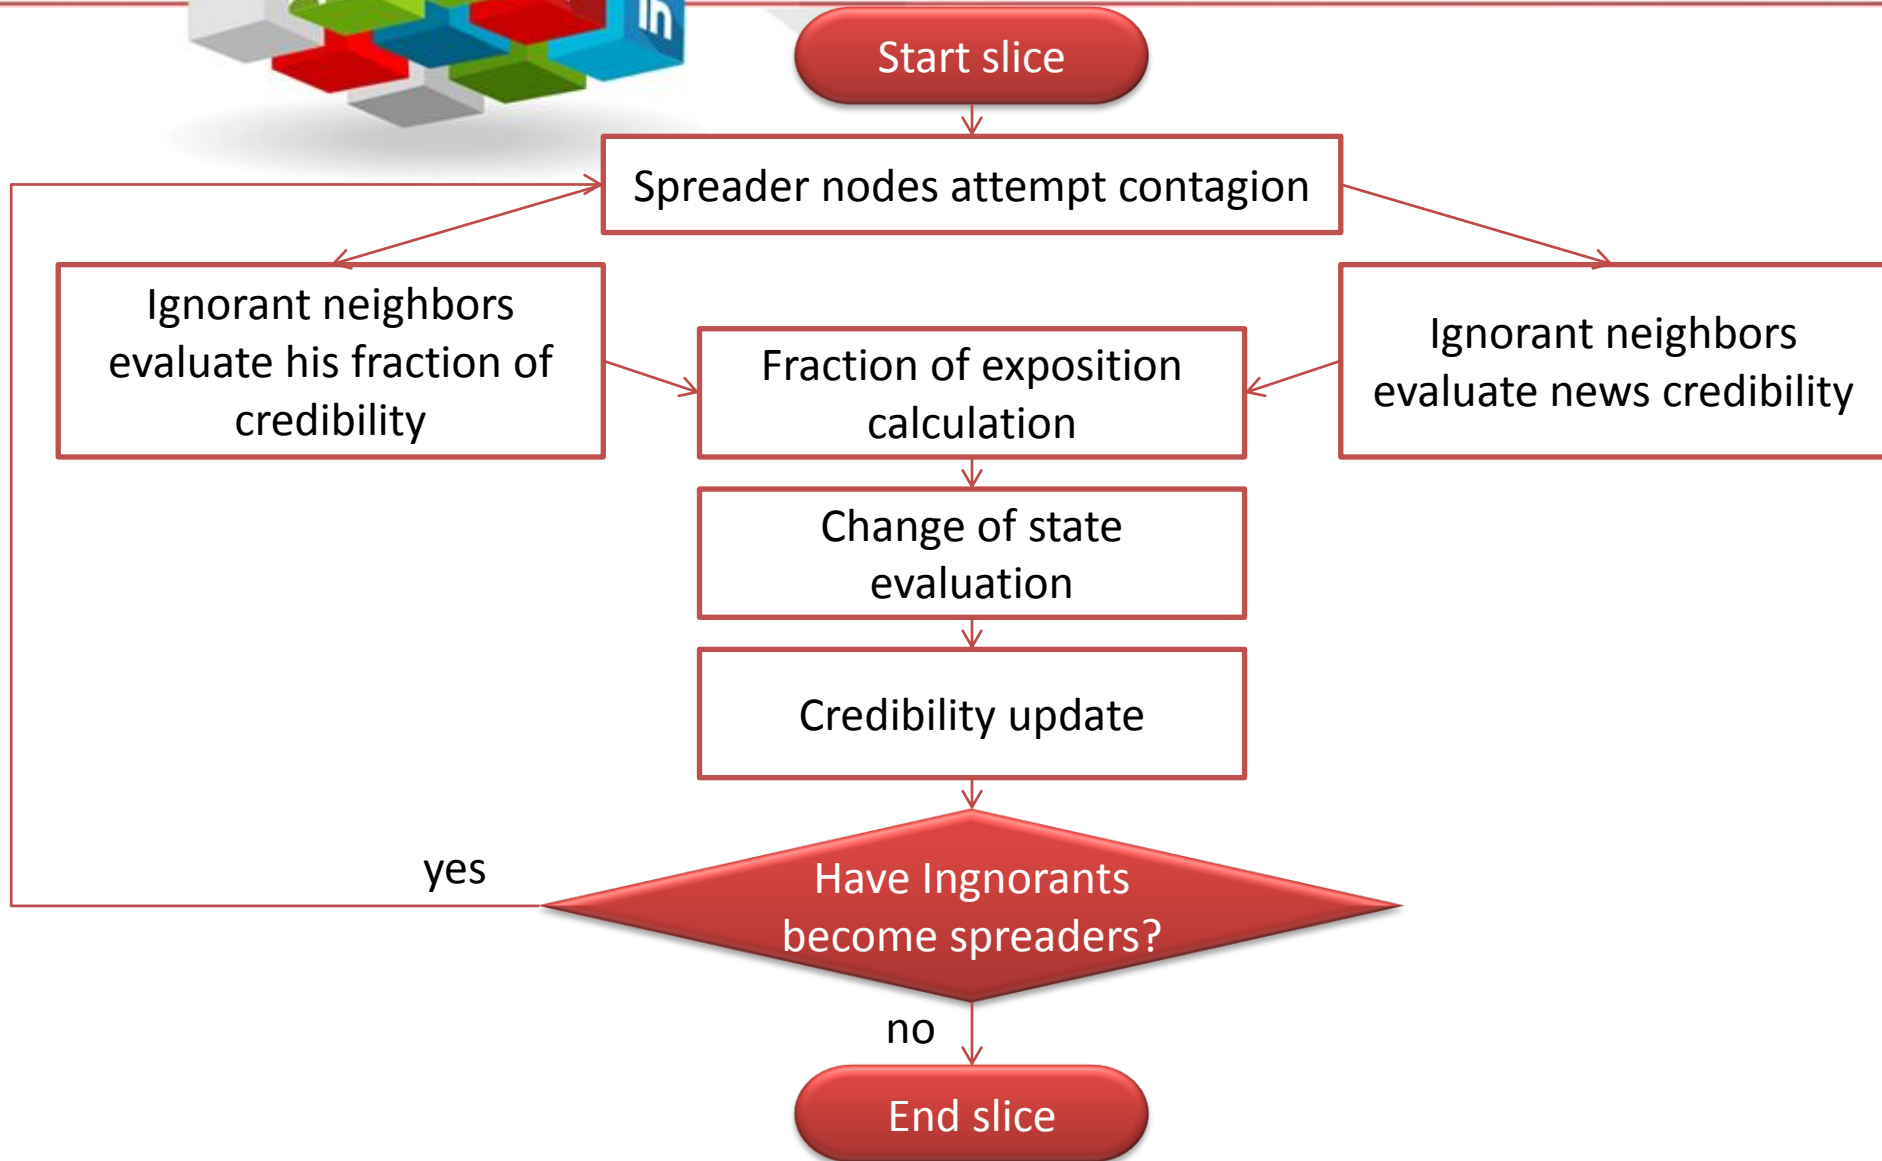 in
Start slice
Spreader nodes attempt contagion
Ignorant neighbors
evaluate his fraction of
credibility
Fraction of exposition
calculation
Ignorant neighbors
evaluate news credibility
Change of state
evaluation
Credibility update
yes
Have Ingnorants
become spreaders?
no
End slice